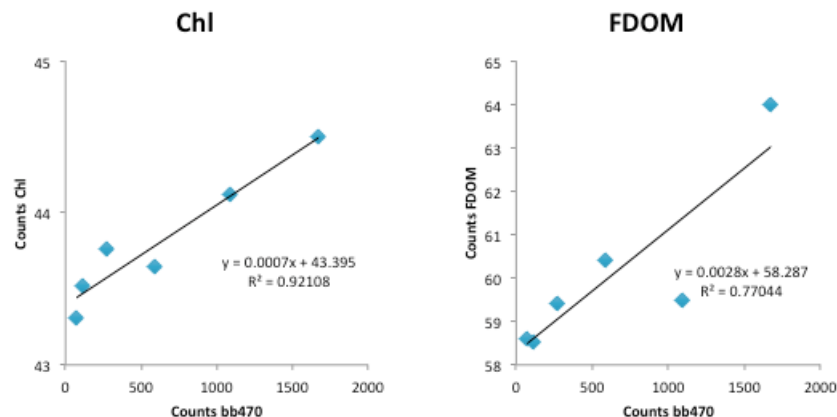 Chl
45
44
43
0
500
1000
1500
2000
Counts Chl
Counts bb470
y = 0.0007x + 43.395
R² = 0.92108
FDOM
65
64
63
62
61
60
59
58
0
500
1000
1500
2000
Counts FDOM
Counts bb470
y = 0.0028x + 58.287
R² = 0.77044